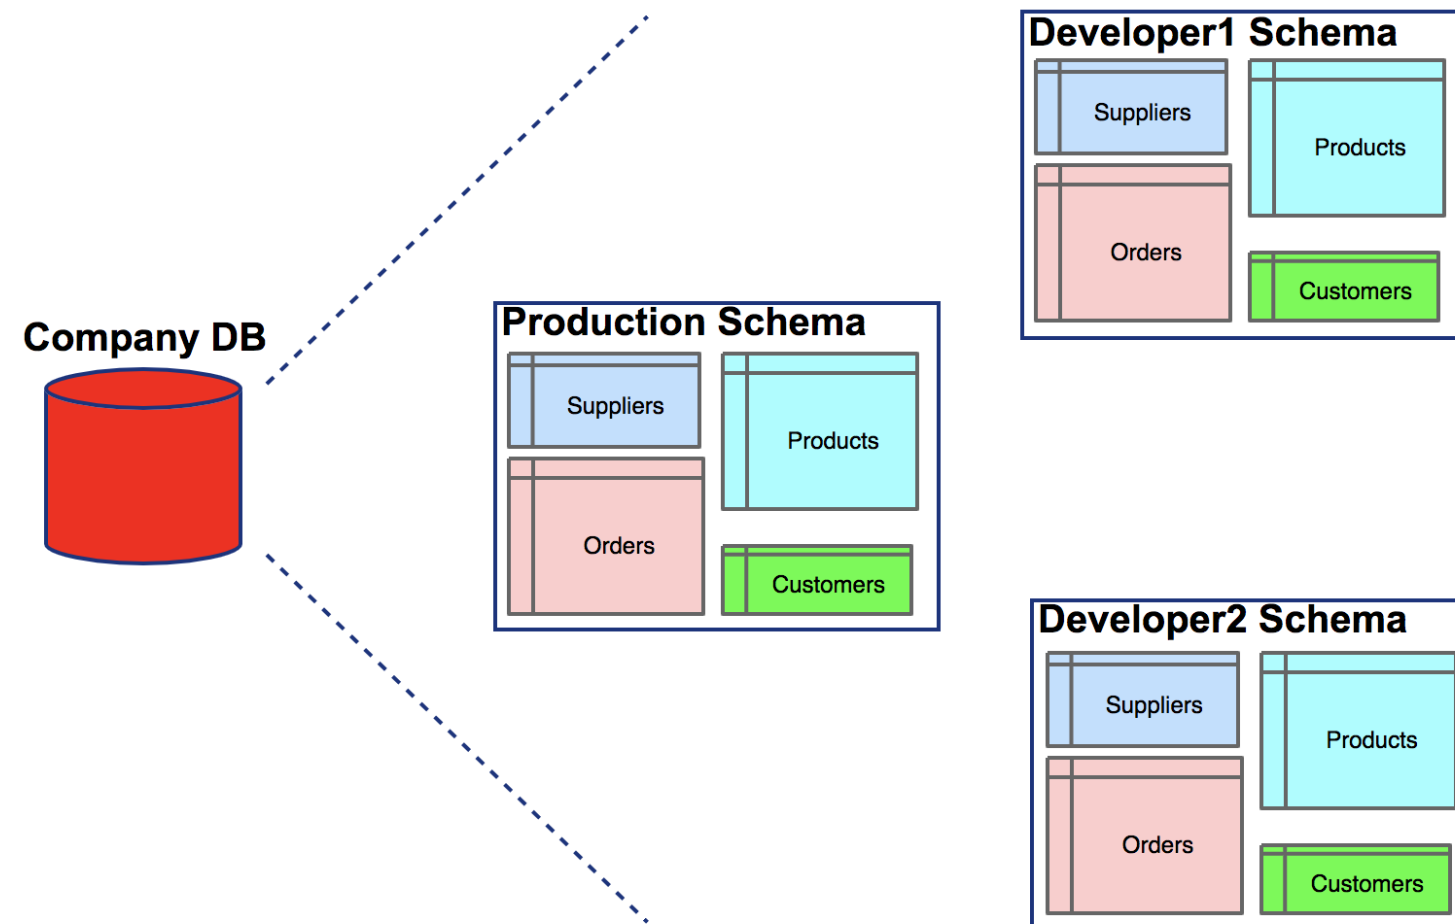 Company DB
Production Schema
Suppliers
Products
Orders
Customers
Developer1 Schema
Suppliers
Products
Orders
Customers
Developer2 Schema
Suppliers
Products
Orders
Customers